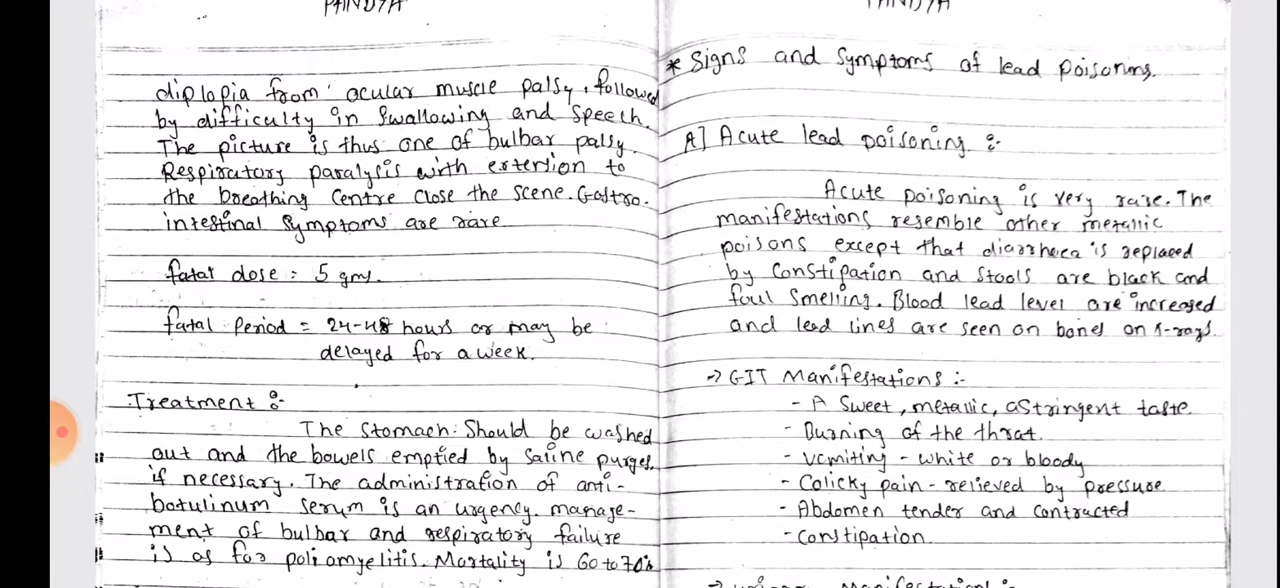 PANDYA
diplopia from ocular muscle palsy, followed
by difficulty in swallowing and speech.
The picture is thus one of bulbar palsy.
Respiratory paralysis with extertion to
the breathing centre close the scene. Gastro-
intestinal symptoms are rare
fatal dose = 5 gms.
fatal Period = 24-48 hours or may be
delayed for a week.
Treatment :-
The stomach should be washed
out and the bowels emptied by saline purges.
if necessary. The administration of anti-
botulinum serum is an urgency. manage-
ment of bulbar and respiratory failure
is as for poliomyelitis. Mortality is 60 to 70%
PANDYA
* Signs and Symptoms of lead Poisoning.
A] Acute lead poisoning :-
Acute poisoning is very rare. The
manifestations resemble other metallic
poisons except that diarrhoea is replaced
by constipation and stools are black and
foul smelling. Blood lead level are increased
and lead lines are seen on bones on x-rays.
→ GIT Manifestations :-
- A Sweet, metallic, astringent taste
- Burning of the throat.
- Vomiting - white or bloody
- Colicky pain - relieved by pressure
- Abdomen tender and contracted
- Constipation.